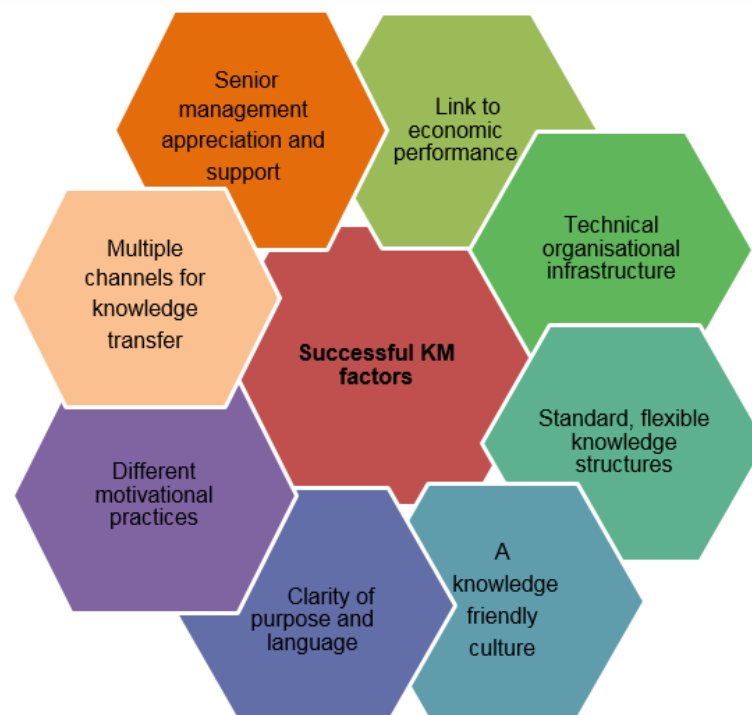 Senior
management
appreciation and
support
Link to
economic
performance
Technical
organisational
infrastructure
Standard, flexible
knowledge
structures
A
knowledge
friendly
culture
Clarity of
purpose and
language
Different
motivational
practices
Multiple
channels for
knowledge
transfer
Successful KM
factors